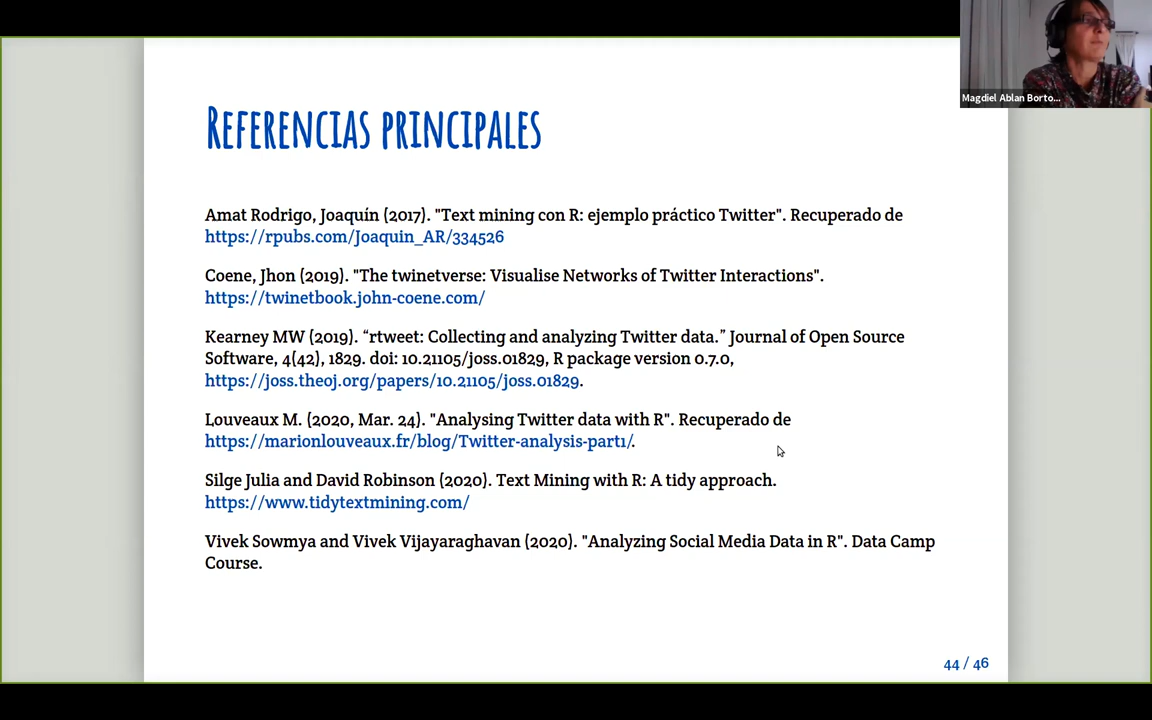 Magdiel Ablan Borto...
Referencias principales
Amat Rodrigo, Joaquín (2017). "Text mining con R: ejemplo práctico Twitter". Recuperado de
https://rpubs.com/Joaquin_AR/334526
Coene, Jhon (2019). "The twinetverse: Visualise Networks of Twitter Interactions".
https://twinetbook.john-coene.com/
Kearney MW (2019). “rtweet: Collecting and analyzing Twitter data.” Journal of Open Source
Software, 4(42), 1829. doi: 10.21105/joss.01829, R package version 0.7.0,
https://joss.theoj.org/papers/10.21105/joss.01829.
Louveaux M. (2020, Mar. 24). "Analysing Twitter data with R". Recuperado de
https://marionlouveaux.fr/blog/Twitter-analysis-part1/.
Silge Julia and David Robinson (2020). Text Mining with R: A tidy approach.
https://www.tidytextmining.com/
Vivek Sowmya and Vivek Vijayaraghavan (2020). "Analyzing Social Media Data in R". Data Camp
Course.
44 / 46